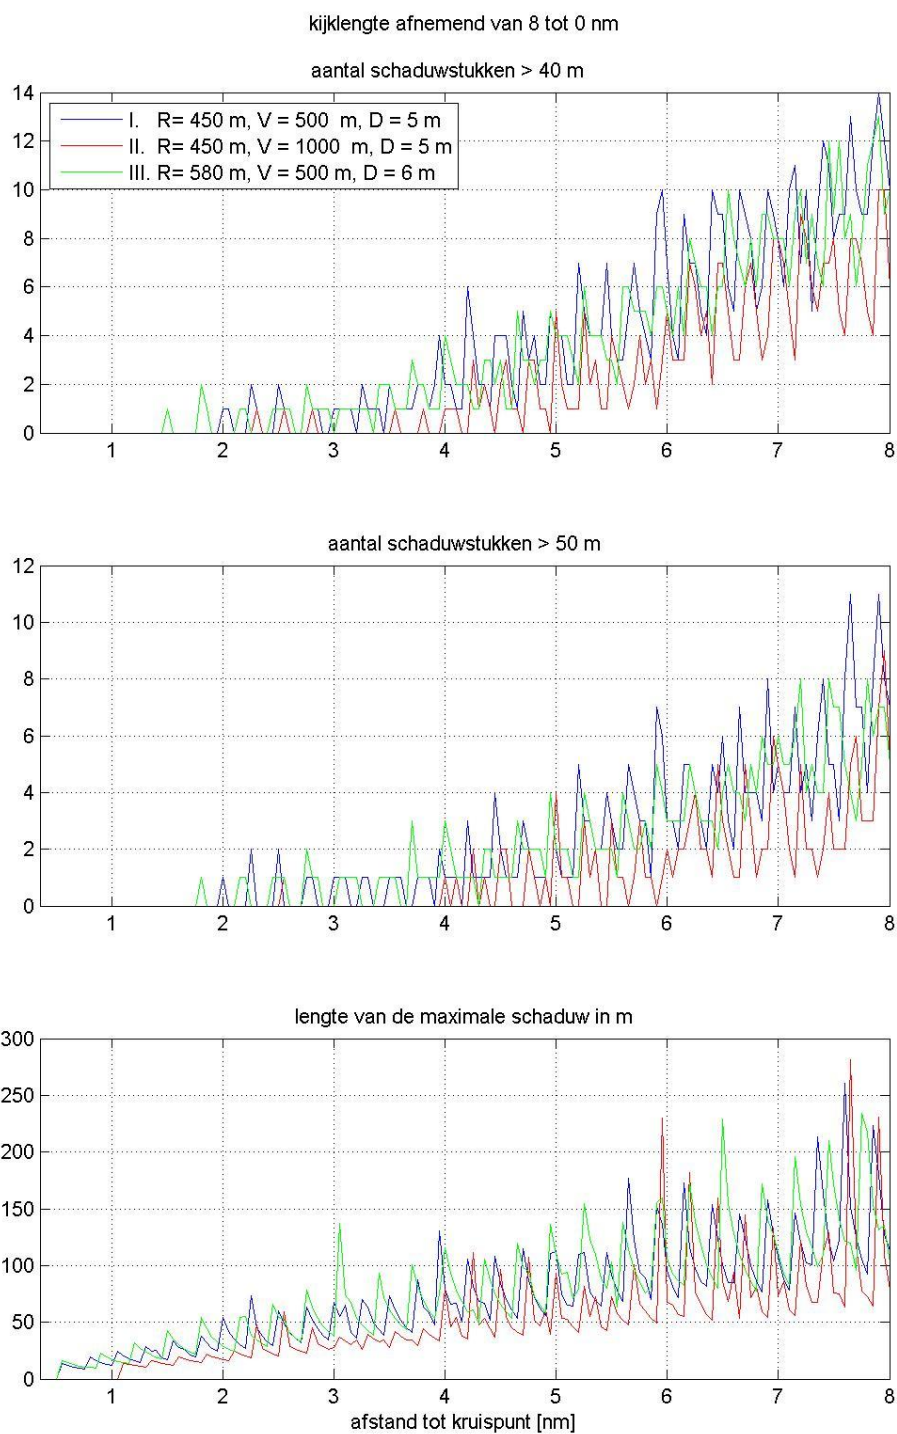 kijklengte afnemend van 8 tot 0 nm
aantal schaduwstukken > 40 m
14
12
10
8
6
4
2
0
I. R= 450 m, V = 500 m, D = 5 m
II. R= 450 m, V = 1000 m, D = 5 m
III. R= 580 m, V = 500 m, D = 6 m
1 2 3 4 5 6 7 8
aantal schaduwstukken > 50 m
12
10
8
6
4
2
0
1 2 3 4 5 6 7 8
lengte van de maximale schaduw in m
300
250
200
150
100
50
0
1 2 3 4 5 6 7 8
afstand tot kruispunt [nm]